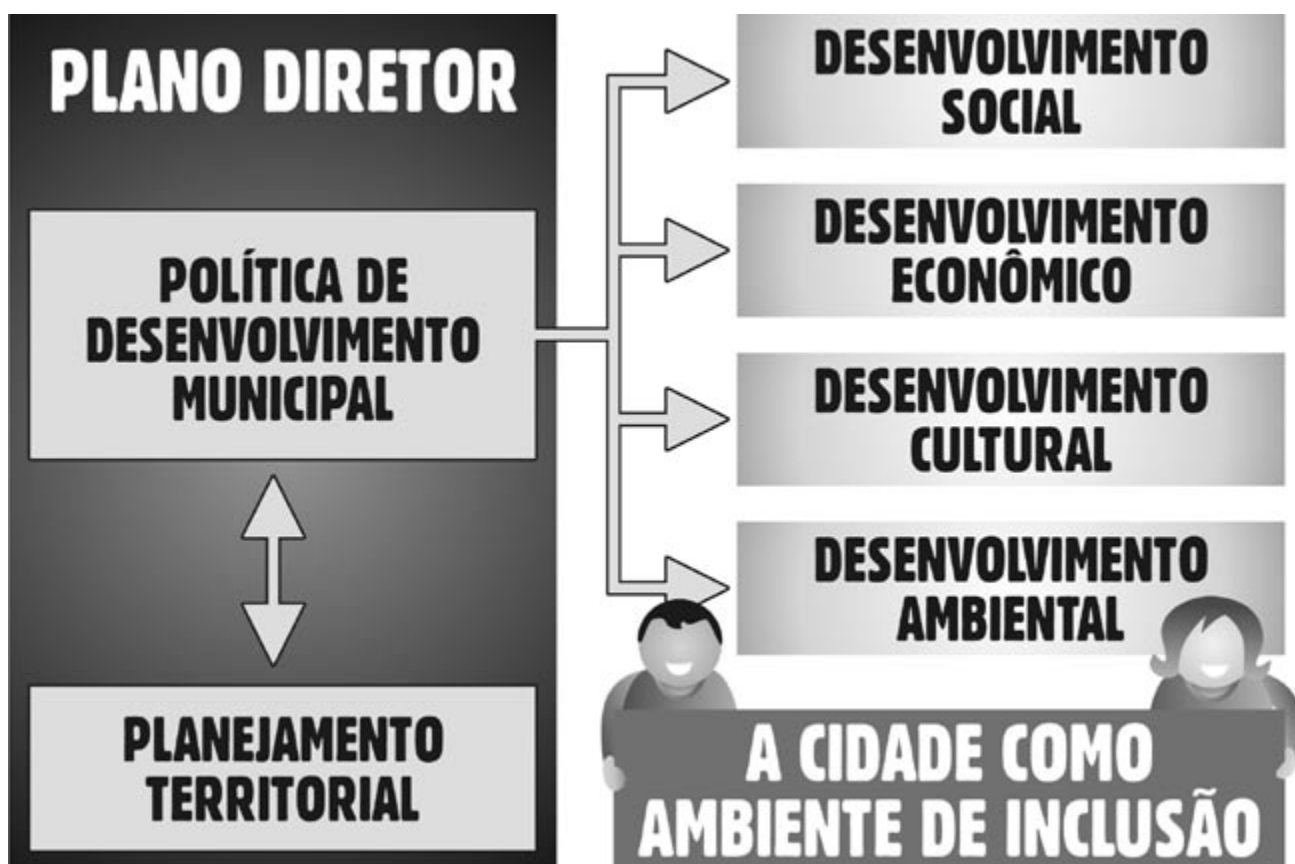 PLANO DIRETOR
POLÍTICA DE
DESENVOLVIMENTO
MUNICIPAL
PLANEJAMENTO
TERRITORIAL
DESENVOLVIMENTO
SOCIAL
DESENVOLVIMENTO
ECONÔMICO
DESENVOLVIMENTO
CULTURAL
DESENVOLVIMENTO
AMBIENTAL
A CIDADE COMO
AMBIENTE DE INCLUSÃO